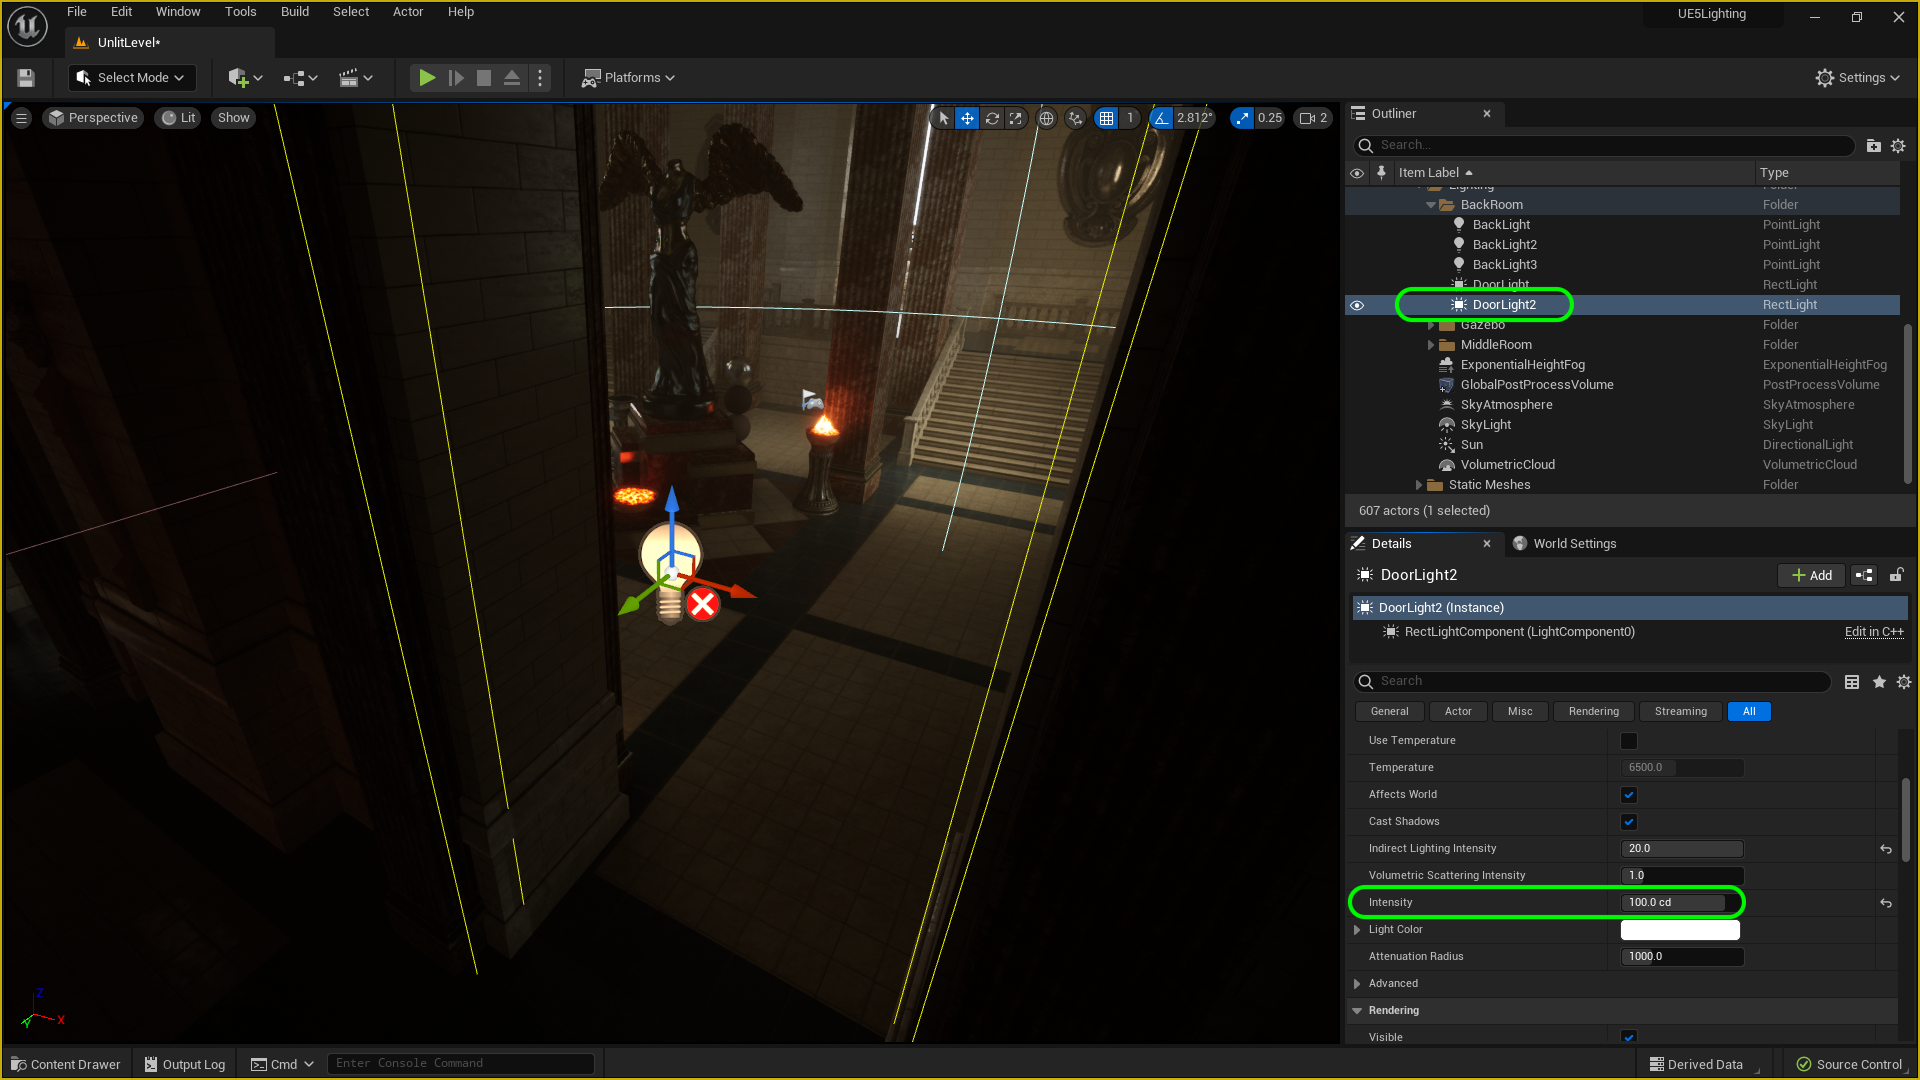 File Edit Window Tools Build Select Actor Help
UE5Lighting
UnlitLevel*
Select Mode
Platforms
Settings
Perspective
Lit
Show
1
2.812°
0.25
2
Outliner
Search...
Item Label
Type
Lighting Folder
BackRoom Folder
BackLight PointLight
BackLight2 PointLight
BackLight3 PointLight
DoorLight RectLight
DoorLight2 RectLight
Gazebo Folder
MiddleRoom Folder
ExponentialHeightFog ExponentialHeightFog
GlobalPostProcessVolume PostProcessVolume
SkyAtmosphere SkyAtmosphere
SkyLight SkyLight
Sun DirectionalLight
VolumetricCloud VolumetricCloud
Static Meshes Folder
607 actors (1 selected)
Details
World Settings
DoorLight2
Add
DoorLight2 (Instance)
RectLightComponent (LightComponent0)
Edit in C++
Search
General Actor Misc Rendering Streaming All
Use Temperature
Temperature 6500.0
Affects World
Cast Shadows
Indirect Lighting Intensity 20.0
Volumetric Scattering Intensity 1.0
Intensity 100.0 cd
Light Color
Attenuation Radius 1000.0
Advanced
Rendering
Visible
Z
X
Y
Content Drawer
Output Log
Cmd
Enter Console Command
Derived Data
Source Control